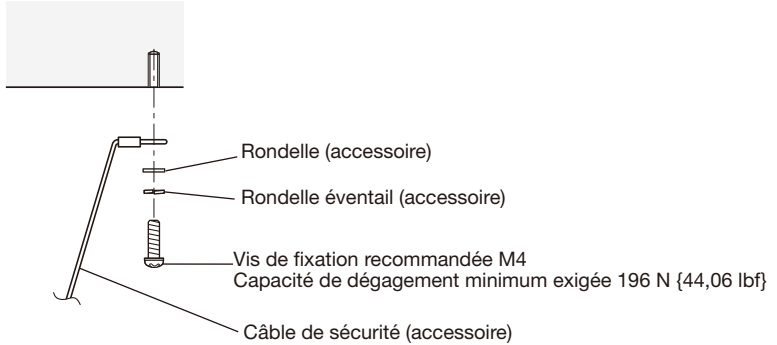 Rondelle (accessoire)
Rondelle éventail (accessoire)
Vis de fixation recommandée M4
Capacité de dégagement minimum exigée 196 N {44,06 lbf}
Câble de sécurité (accessoire)